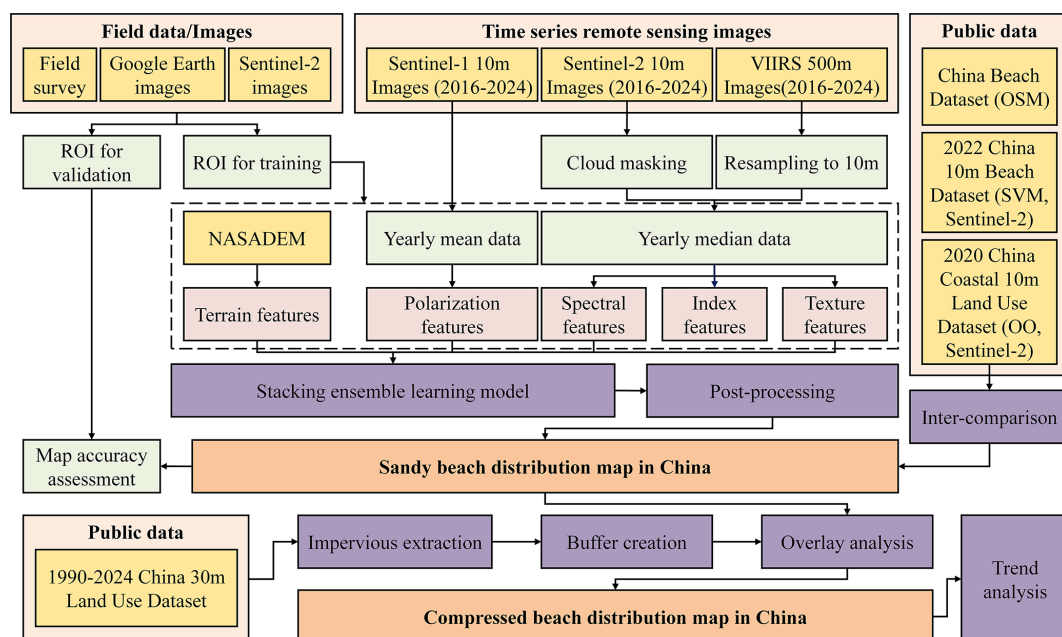 Field data/Images
Field
survey
Google Earth
images
Sentinel-2
images
Time series remote sensing images
Sentinel-1 10m
Images (2016-2024)
Sentinel-2 10m
Images (2016-2024)
VIIRS 500m
Images(2016-2024)
Public data
China Beach
Dataset (OSM)
2022 China
10m Beach
Dataset (SVM,
Sentinel-2)
2020 China
Coastal 10m
Land Use
Dataset (OO,
Sentinel-2)
ROI for
validation
ROI for training
Cloud masking
Resampling to 10m
NASADEM
Yearly mean data
Yearly median data
Terrain features
Polarization
features
Spectral
features
Index
features
Texture
features
Stacking ensemble learning model
Post-processing
Inter-comparison
Map accuracy
assessment
Sandy beach distribution map in China
Public data
1990-2024 China 30m
Land Use Dataset
Impervious extraction
Buffer creation
Overlay analysis
Trend
analysis
Compressed beach distribution map in China